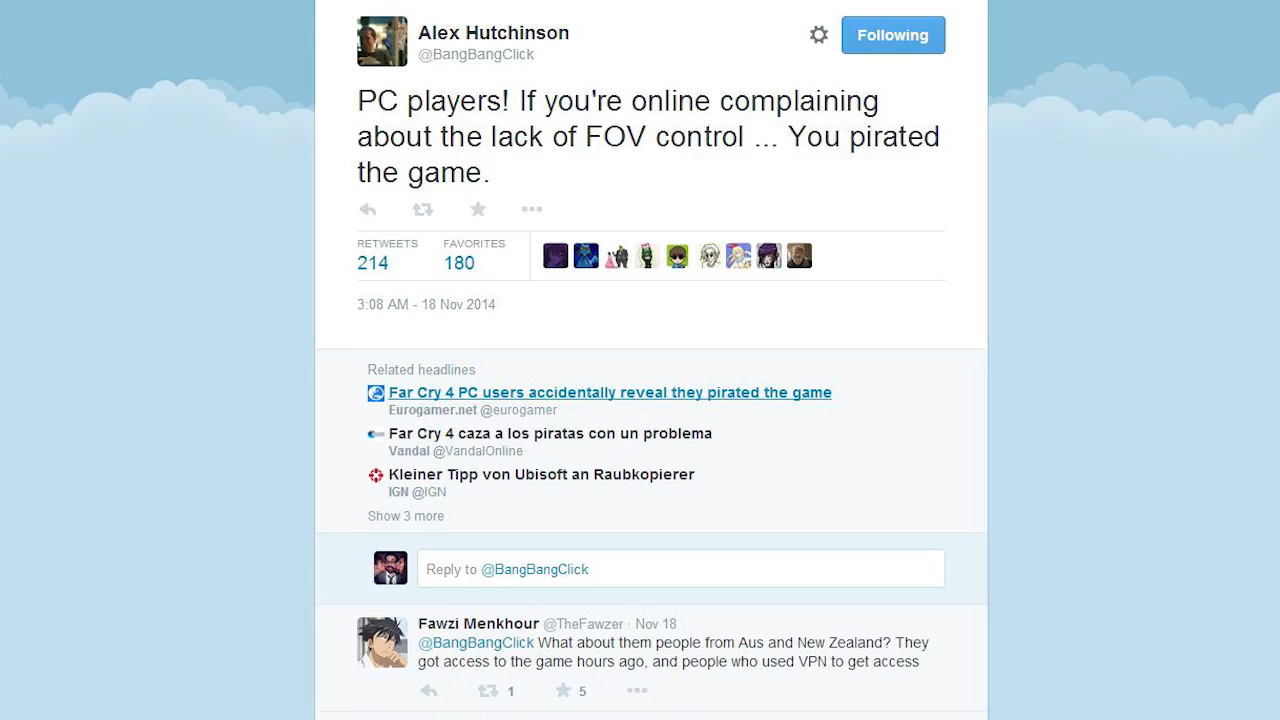 Alex Hutchinson
@BangBangClick
Following
PC players! If you're online complaining
about the lack of FOV control ... You pirated
the game.
RETWEETS
214
FAVORITES
180
3:08 AM - 18 Nov 2014
Related headlines
Far Cry 4 PC users accidentally reveal they pirated the game
Eurogamer.net @eurogamer
Far Cry 4 caza a los piratas con un problema
Vandal @VandalOnline
Kleiner Tipp von Ubisoft an Raubkopierer
IGN @IGN
Show 3 more
Reply to @BangBangClick
Fawzi Menkhour @TheFawzer · Nov 18
@BangBangClick What about them people from Aus and New Zealand? They
got access to the game hours ago, and people who used VPN to get access
1 5